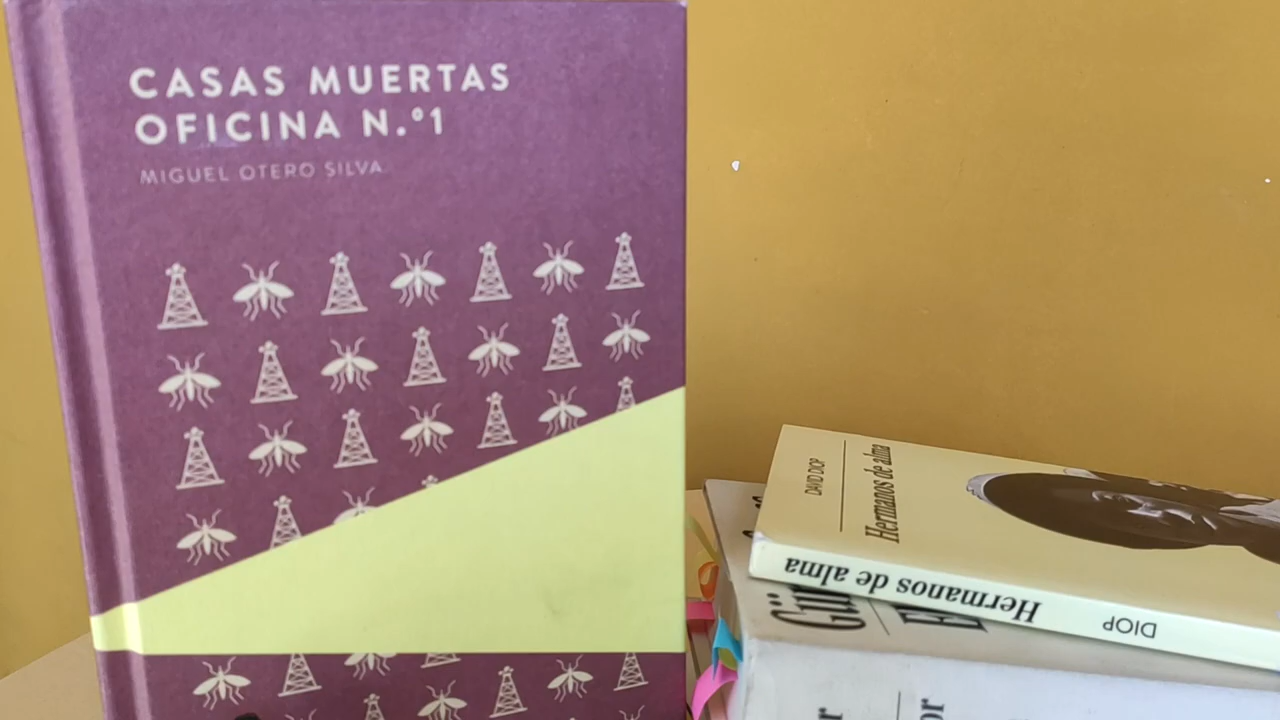 CASAS MUERTAS
OFICINA N.º1
MIGUEL OTERO SILVA
DAVID DIOP
Hermanos de alma
Hermanos de alma
DIOP